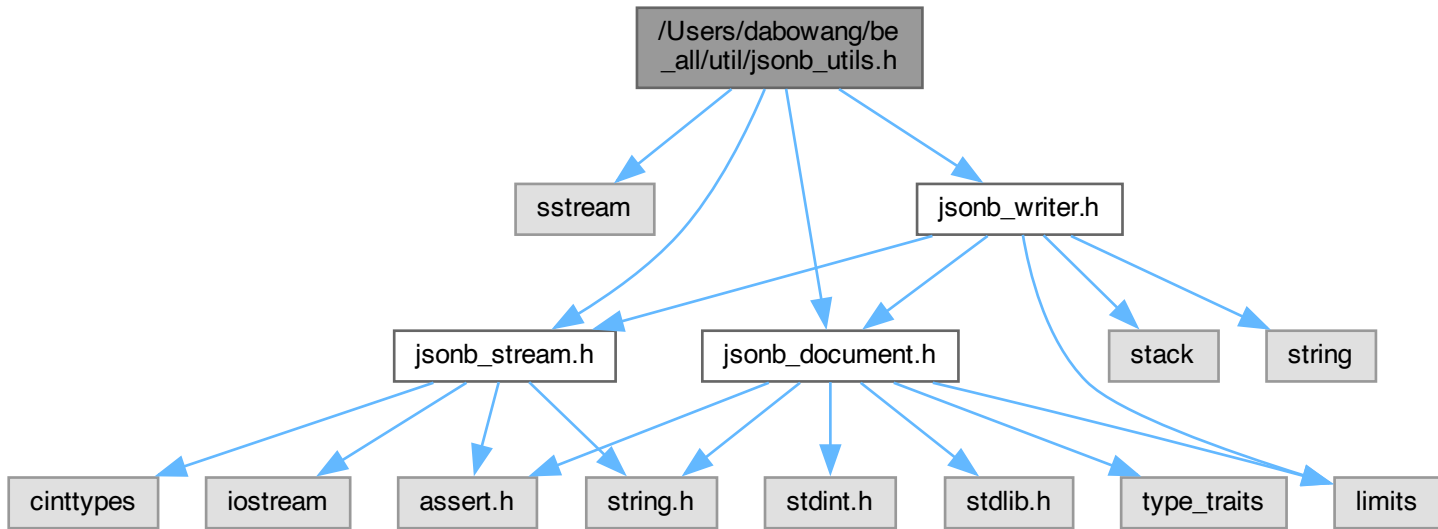 /Users/dabowang/be
_all/util/jsonb_utils.h
sstream
jsonb_writer.h
jsonb_stream.h
jsonb_document.h
stack
string
cinttypes
iostream
assert.h
string.h
stdint.h
stdlib.h
type_traits
limits